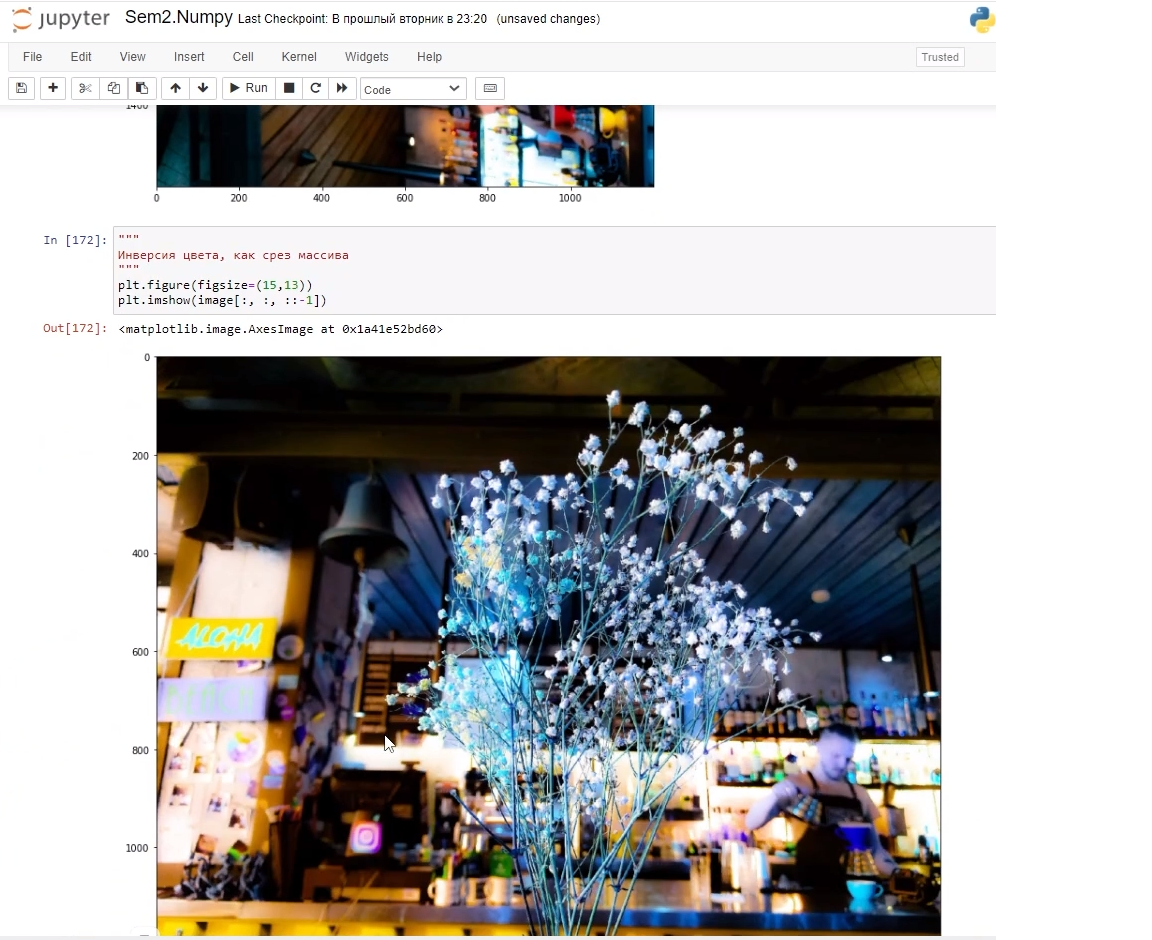 jupyter Sem2.Numpy Last Checkpoint: В прошлый вторник в 23:20 (unsaved changes)
File Edit View Insert Cell Kernel Widgets Help Trusted
Run Code
1400
0 200 400 600 800 1000
In [172]: """
Инверсия цвета, как срез массива
"""
plt.figure(figsize=(15,13))
plt.imshow(image[:, :, ::-1])
Out[172]: <matplotlib.image.AxesImage at 0x1a41e52bd60>
0
200
400
600
ALOHA
BEACH
800
1000